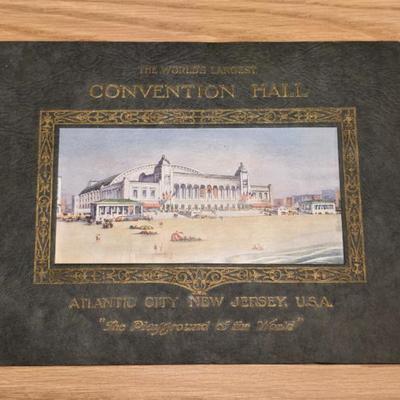 THE WORLD'S LARGEST
CONVENTION HALL
ATLANTIC CITY NEW JERSEY, U.S.A.
"The Playground of the World"